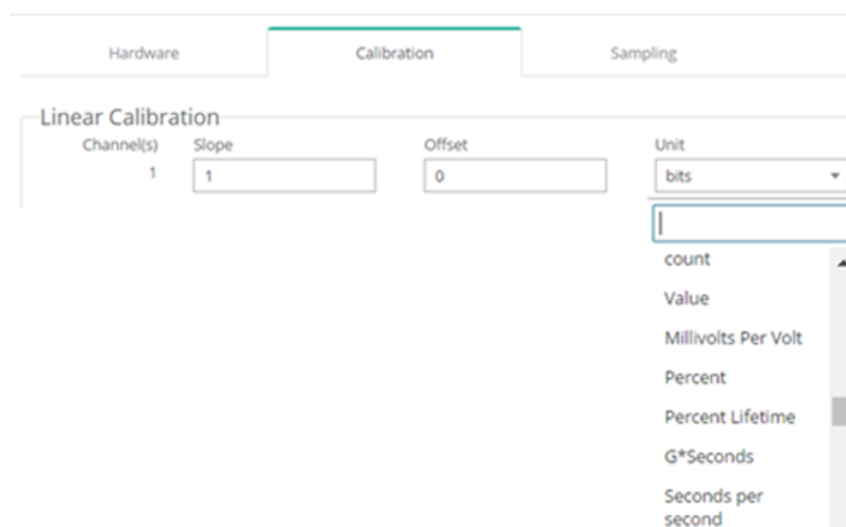 Hardware Calibration Sampling
Linear Calibration
Channel(s) Slope Offset Unit
1 1 0 bits
count
Value
Millivolts Per Volt
Percent
Percent Lifetime
G*Seconds
Seconds per
second